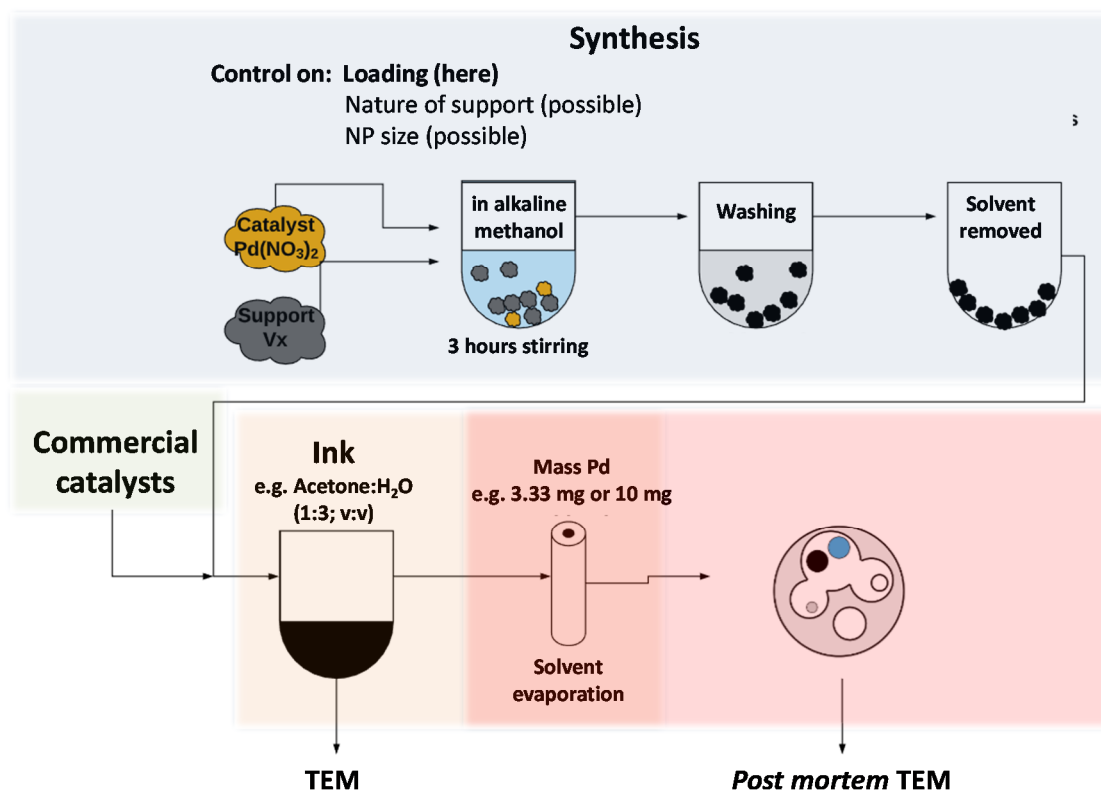 Synthesis
Control on: Loading (here)
Nature of support (possible)
NP size (possible)
s
Catalyst
Pd(NO₃)₂
Support
Vx
in alkaline
methanol
3 hours stirring
Washing
Solvent
removed
Commercial
catalysts
Ink
e.g. Acetone:H₂O
(1:3; v:v)
Mass Pd
e.g. 3.33 mg or 10 mg
Solvent
evaporation
TEM
Post mortem TEM